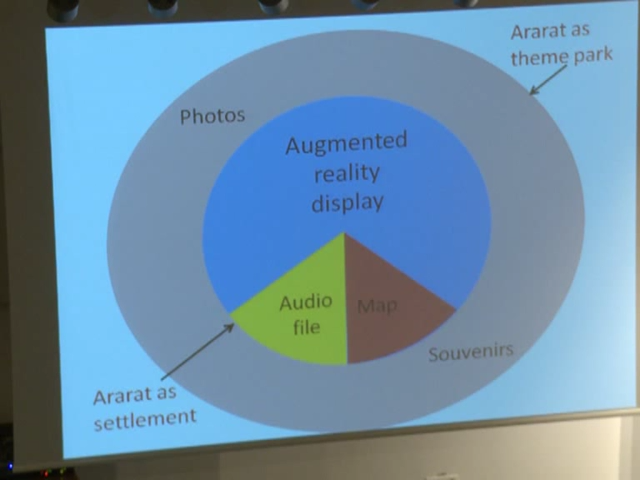 Ararat as
theme park
Photos
Augmented
reality
display
Audio
file
Map
Souvenirs
Ararat as
settlement